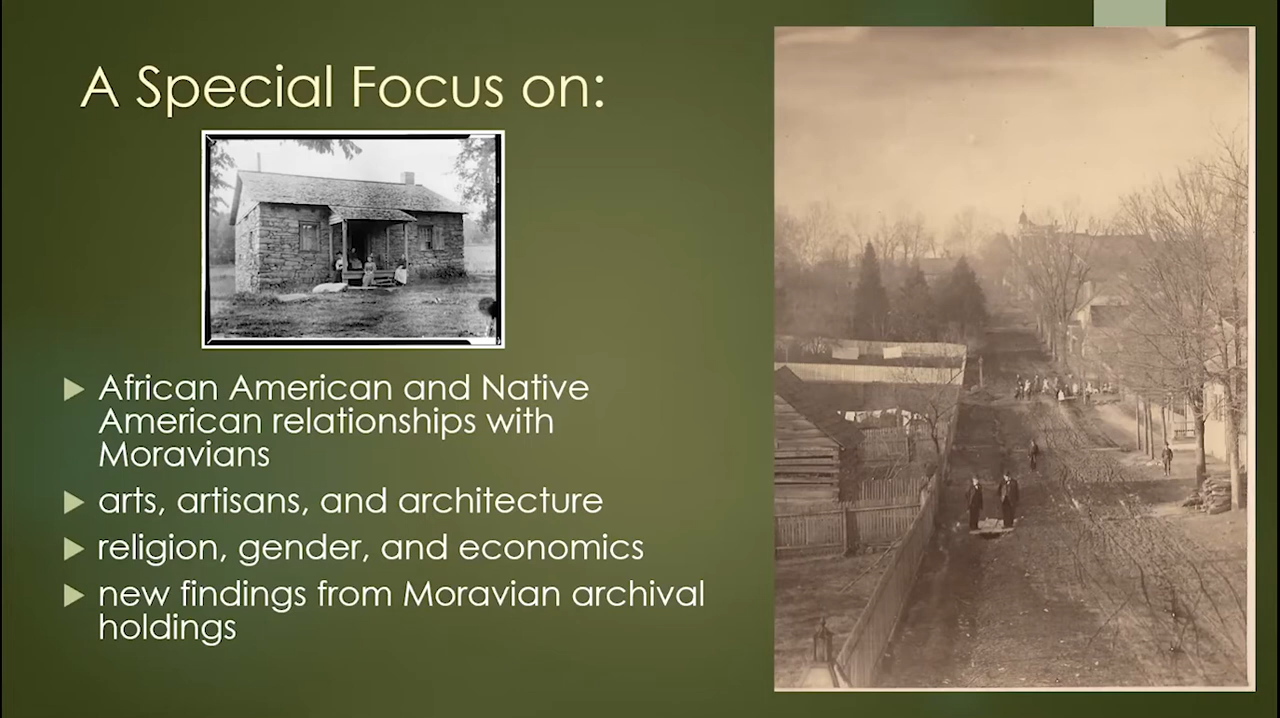 A Special Focus on:
African American and Native
American relationships with
Moravians
arts, artisans, and architecture
religion, gender, and economics
new findings from Moravian archival
holdings